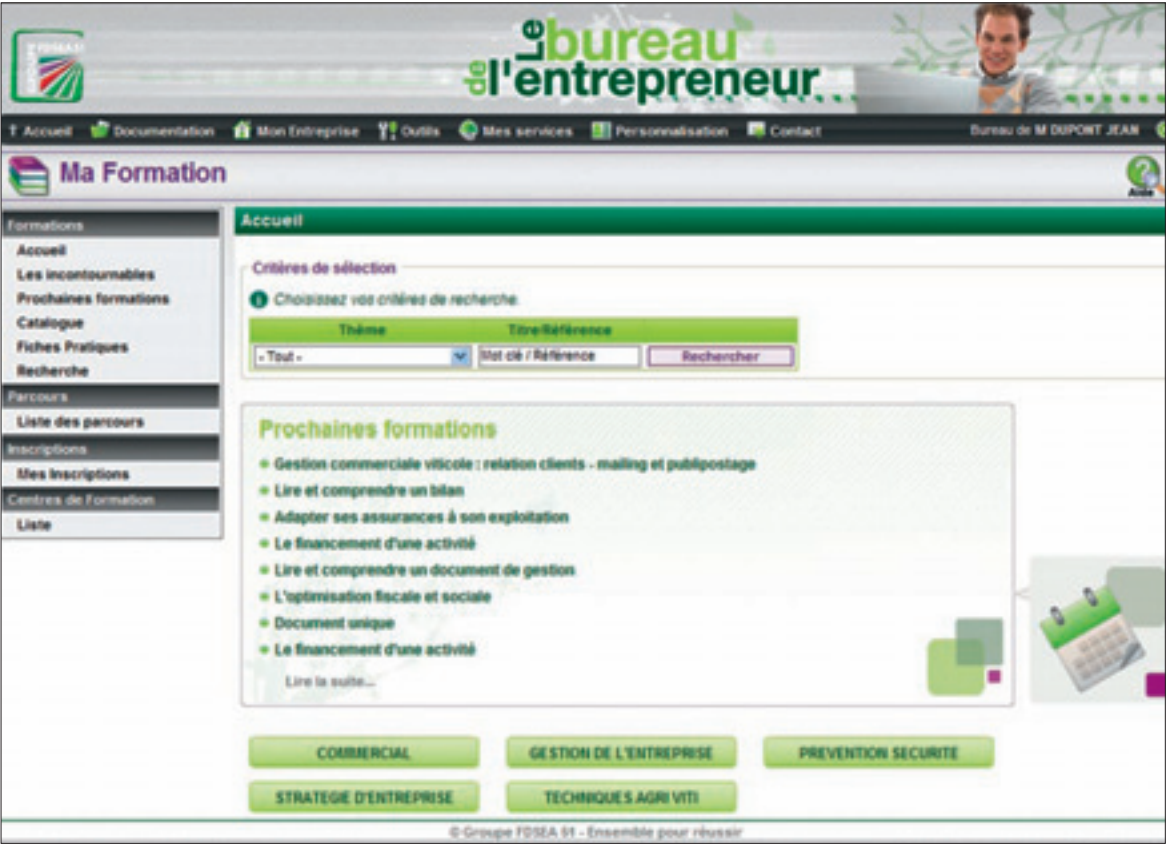 GROUPE FDSEA 51
Le bureau
de l'entrepreneur...
Accueil Documentation Mon Entreprise Outils Mes services Personnalisation Contact Bureau de M DUPONT JEAN
Ma Formation
Aide
Formations
Accueil
Les incontournables
Prochaines formations
Catalogue
Fiches Pratiques
Recherche
Parcours
Liste des parcours
Inscriptions
Mes Inscriptions
Centres de Formation
Liste
Accueil
Critères de sélection
Choisissez vos critères de recherche.
Thème Titre/Référence
- Tout - Mot clé / Référence Rechercher
Prochaines formations
Gestion commerciale viticole : relation clients - mailing et publipostage
Lire et comprendre un bilan
Adapter ses assurances à son exploitation
Le financement d'une activité
Lire et comprendre un document de gestion
L'optimisation fiscale et sociale
Document unique
Le financement d'une activité
Lire la suite...
COMMERCIAL GESTION DE L'ENTREPRISE PREVENTION SECURITE
STRATEGIE D'ENTREPRISE TECHNIQUES AGRI VITI
© Groupe FDSEA 51 - Ensemble pour réussir